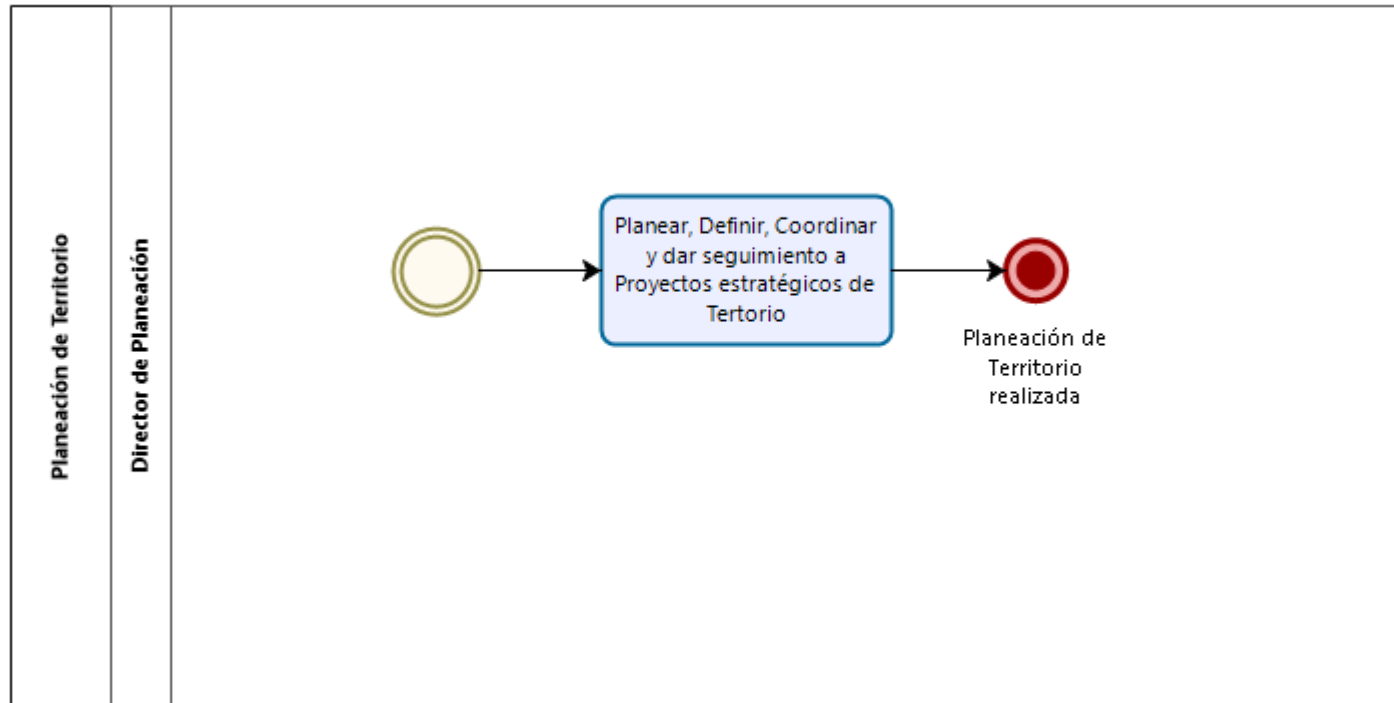 Planeación de Territorio
Director de Planeación
Planear, Definir, Coordinar
y dar seguimiento a
Proyectos estratégicos de
Tertorio
Planeación de
Territorio
realizada